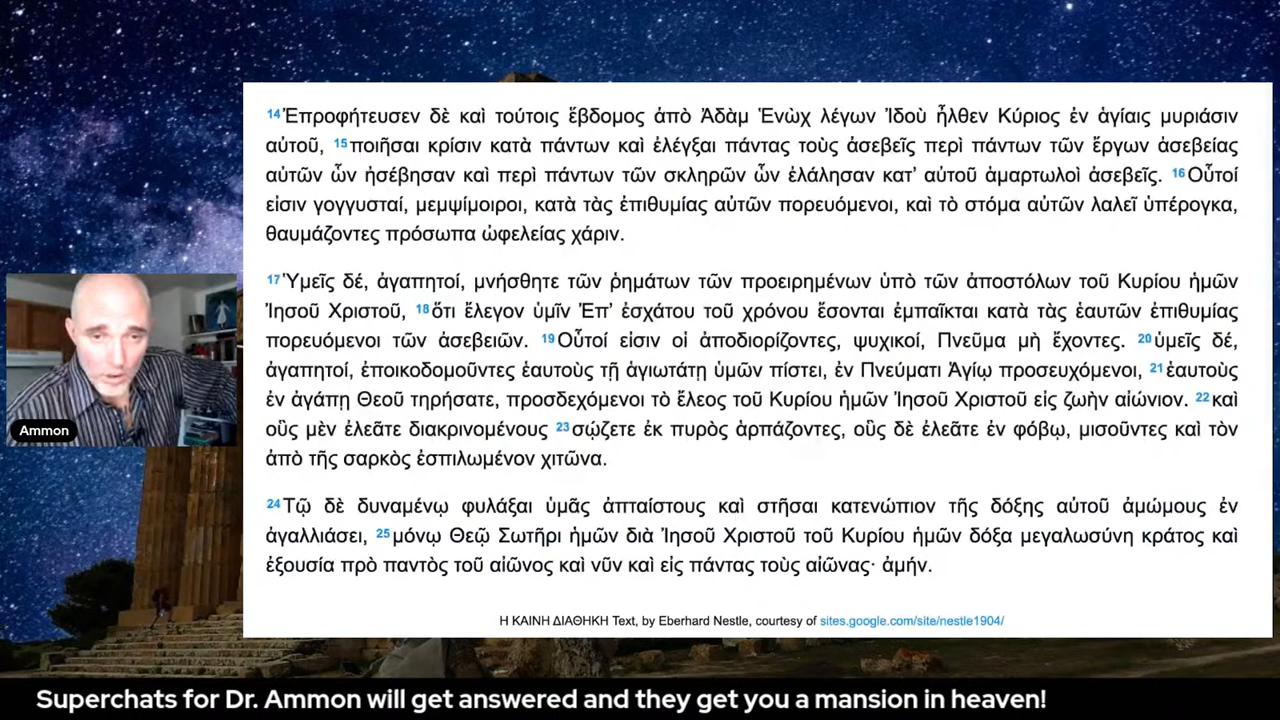 14 Ἐπροφήτευσεν δὲ καὶ τούτοις ἕβδομος ἀπὸ Ἀδὰμ Ἑνὼχ λέγων Ἰδοὺ ἦλθεν Κύριος ἐν ἁγίαις μυριάσιν
αὐτοῦ, 15 ποιῆσαι κρίσιν κατὰ πάντων καὶ ἐλέγξαι πάντας τοὺς ἀσεβεῖς περὶ πάντων τῶν ἔργων ἀσεβείας
αὐτῶν ὧν ἠσέβησαν καὶ περὶ πάντων τῶν σκληρῶν ὧν ἐλάλησαν κατ’ αὐτοῦ ἁμαρτωλοὶ ἀσεβεῖς. 16 Οὗτοί
εἰσιν γογγυσταί, μεμψίμοιροι, κατὰ τὰς ἐπιθυμίας αὐτῶν πορευόμενοι, καὶ τὸ στόμα αὐτῶν λαλεῖ ὑπέρογκα,
θαυμάζοντες πρόσωπα ὠφελείας χάριν.
17 Ὑμεῖς δέ, ἀγαπητοί, μνήσθητε τῶν ῥημάτων τῶν προειρημένων ὑπὸ τῶν ἀποστόλων τοῦ Κυρίου ἡμῶν
Ἰησοῦ Χριστοῦ, 18 ὅτι ἔλεγον ὑμῖν Ἐπ’ ἐσχάτου τοῦ χρόνου ἔσονται ἐμπαῖκται κατὰ τὰς ἑαυτῶν ἐπιθυμίας
πορευόμενοι τῶν ἀσεβειῶν. 19 Οὗτοί εἰσιν οἱ ἀποδιορίζοντες, ψυχικοί, Πνεῦμα μὴ ἔχοντες. 20 ὑμεῖς δέ,
ἀγαπητοί, ἐποικοδομοῦντες ἑαυτοὺς τῇ ἁγιωτάτῃ ὑμῶν πίστει, ἐν Πνεύματι Ἁγίῳ προσευχόμενοι, 21 ἑαυτοὺς
ἐν ἀγάπῃ Θεοῦ τηρήσατε, προσδεχόμενοι τὸ ἔλεος τοῦ Κυρίου ἡμῶν Ἰησοῦ Χριστοῦ εἰς ζωὴν αἰώνιον. 22 καὶ
οὓς μὲν ἐλεᾶτε διακρινομένους 23 σῴζετε ἐκ πυρὸς ἁρπάζοντες, οὓς δὲ ἐλεᾶτε ἐν φόβῳ, μισοῦντες καὶ τὸν
ἀπὸ τῆς σαρκὸς ἐσπιλωμένον χιτῶνα.
24 Τῷ δὲ δυναμένῳ φυλάξαι ὑμᾶς ἀπταίστους καὶ στῆσαι κατενώπιον τῆς δόξης αὐτοῦ ἀμώμους ἐν
ἀγαλλιάσει, 25 μόνῳ Θεῷ Σωτῆρι ἡμῶν διὰ Ἰησοῦ Χριστοῦ τοῦ Κυρίου ἡμῶν δόξα μεγαλωσύνη κράτος καὶ
ἐξουσία πρὸ παντὸς τοῦ αἰῶνος καὶ νῦν καὶ εἰς πάντας τοὺς αἰῶνας· ἀμήν.
Η ΚΑΙΝΗ ΔΙΑΘΗΚΗ Text, by Eberhard Nestle, courtesy of sites.google.com/site/nestle1904/
Ammon
Superchats for Dr. Ammon will get answered and they get you a mansion in heaven!